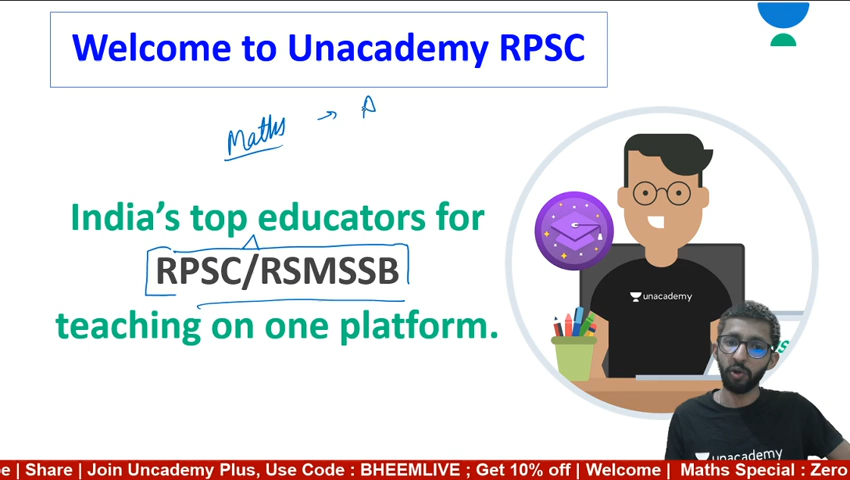 Welcome to Unacademy RPSC
Maths → A
India's top educators for
RPSC/RSMSSB
teaching on one platform.
unacademy
unacademy
e | Share | Join Uncademy Plus, Use Code : BHEEMLIVE ; Get 10% off | Welcome | Maths Special : Zero